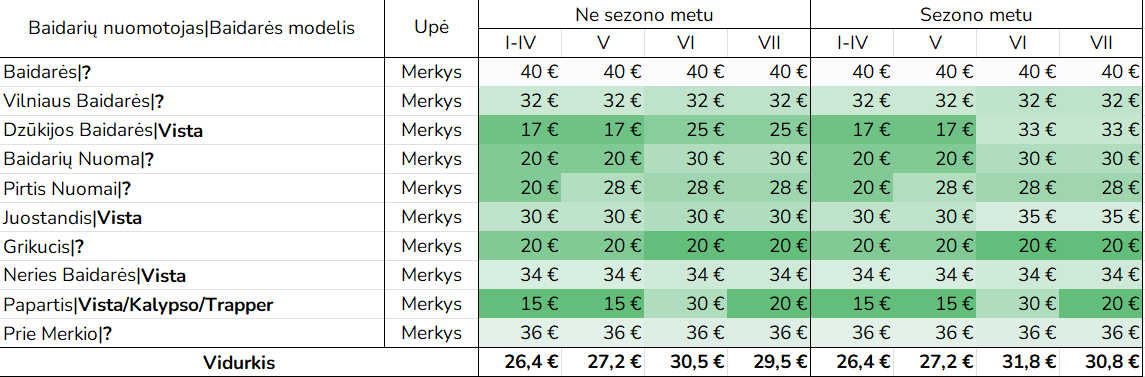 Baidarių nuomotojas|Baidarės modelis Upė Ne sezono metu Sezono metu
I-IV V VI VII I-IV V VI VII
Baidarės|? Merkys 40 € 40 € 40 € 40 € 40 € 40 € 40 € 40 €
Vilniaus Baidarės|? Merkys 32 € 32 € 32 € 32 € 32 € 32 € 32 € 32 €
Dzūkijos Baidarės|Vista Merkys 17 € 17 € 25 € 25 € 17 € 17 € 33 € 33 €
Baidarių Nuoma|? Merkys 20 € 20 € 30 € 30 € 20 € 20 € 30 € 30 €
Pirtis Nuomai|? Merkys 20 € 28 € 28 € 28 € 20 € 28 € 28 € 28 €
Juostandis|Vista Merkys 30 € 30 € 30 € 30 € 30 € 30 € 35 € 35 €
Grikucis|? Merkys 20 € 20 € 20 € 20 € 20 € 20 € 20 € 20 €
Neries Baidarės|Vista Merkys 34 € 34 € 34 € 34 € 34 € 34 € 34 € 34 €
Papartis|Vista/Kalypso/Trapper Merkys 15 € 15 € 30 € 20 € 15 € 15 € 30 € 20 €
Prie Merkio|? Merkys 36 € 36 € 36 € 36 € 36 € 36 € 36 € 36 €
Vidurkis 26,4 € 27,2 € 30,5 € 29,5 € 26,4 € 27,2 € 31,8 € 30,8 €